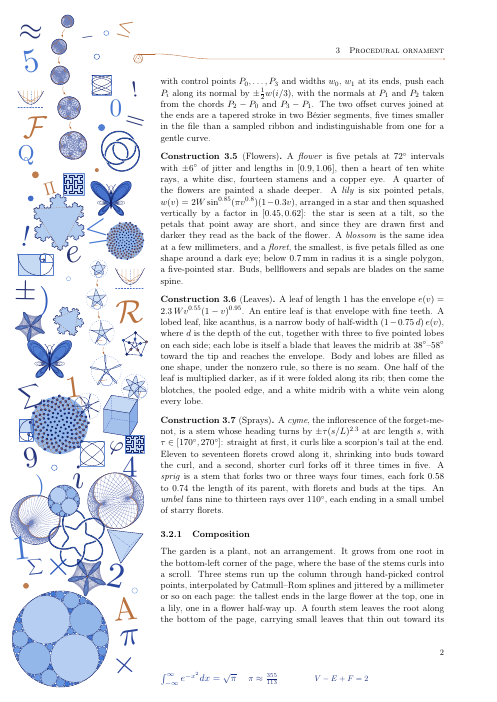 3 Procedural ornament
with control points P₀, . . . , P₃ and widths w₀, w₁ at its ends, push each
P_i along its normal by ±½w(i/3), with the normals at P₁ and P₂ taken
from the chords P₂ − P₀ and P₃ − P₁. The two offset curves joined at
the ends are a tapered stroke in two Bézier segments, five times smaller
in the file than a sampled ribbon and indistinguishable from one for a
gentle curve.
Construction 3.5 (Flowers). A flower is five petals at 72° intervals
with ±6° of jitter and lengths in [0.9, 1.06], then a heart of ten white
rays, a white disc, fourteen stamens and a copper eye. A quarter of
the flowers are painted a shade deeper. A lily is six pointed petals,
w(v) = 2W sin^0.85(πv^0.8)(1−0.3v), arranged in a star and then squashed
vertically by a factor in [0.45, 0.62]: the star is seen at a tilt, so the
petals that point away are short, and since they are drawn first and
darker they read as the back of the flower. A blossom is the same idea
at a few millimeters, and a floret, the smallest, is five petals filled as one
shape around a dark eye; below 0.7 mm in radius it is a single polygon,
a five-pointed star. Buds, bellflowers and sepals are blades on the same
spine.
Construction 3.6 (Leaves). A leaf of length 1 has the envelope e(v) =
2.3 Wv^0.55(1 − v)^0.95. An entire leaf is that envelope with fine teeth. A
lobed leaf, like acanthus, is a narrow body of half-width (1−0.75 d) e(v),
where d is the depth of the cut, together with three to five pointed lobes
on each side; each lobe is itself a blade that leaves the midrib at 38°–58°
toward the tip and reaches the envelope. Body and lobes are filled as
one shape, under the nonzero rule, so there is no seam. One half of the
leaf is multiplied darker, as if it were folded along its rib; then come the
blotches, the pooled edge, and a white midrib with a white vein along
every lobe.
Construction 3.7 (Sprays). A cyme, the inflorescence of the forget-me-
not, is a stem whose heading turns by ±τ(s/L)^2.3 at arc length s, with
τ ∈ [170°, 270°]: straight at first, it curls like a scorpion's tail at the end.
Eleven to seventeen florets crowd along it, shrinking into buds toward
the curl, and a second, shorter curl forks off it three times in five. A
sprig is a stem that forks two or three ways four times, each fork 0.58
to 0.74 the length of its parent, with florets and buds at the tips. An
umbel fans nine to thirteen rays over 110°, each ending in a small umbel
of starry florets.
3.2.1 Composition
The garden is a plant, not an arrangement. It grows from one root in
the bottom-left corner of the page, where the base of the stems curls into
a scroll. Three stems run up the column through hand-picked control
points, interpolated by Catmull–Rom splines and jittered by a millimeter
or so on each page: the tallest ends in the large flower at the top, one in
a lily, one in a flower half-way up. A fourth stem leaves the root along
the bottom of the page, carrying small leaves that thin out toward its
2
∫_{−∞}^{∞} e^{−x²} dx = √π π ≈ 355/113 V − E + F = 2
≈
≤
5
!
0
=
F
Q
π
!
e
±
)
R
Σ
1
φ
9
i
4
)
1
Σ
×
2
A
π
×